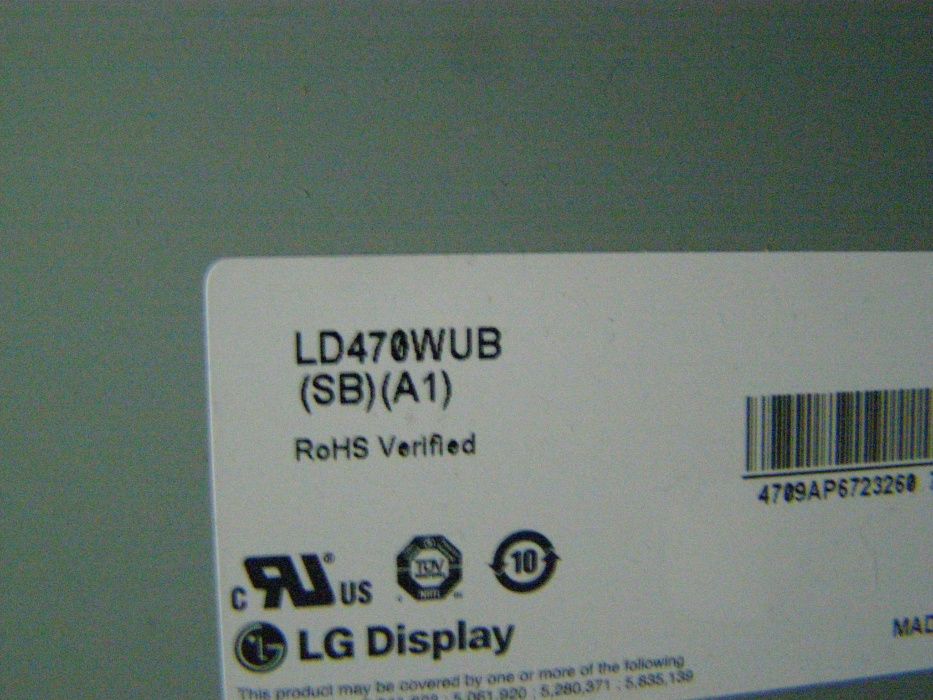 LD470WUB
(SB)(A1)
RoHS Verified
4709AP6723260
c RU® US
TÜV
10
LG Display
MAD
This product may be covered by one or more of the following
5,061,920 ; 5,280,371 ; 5,835,139